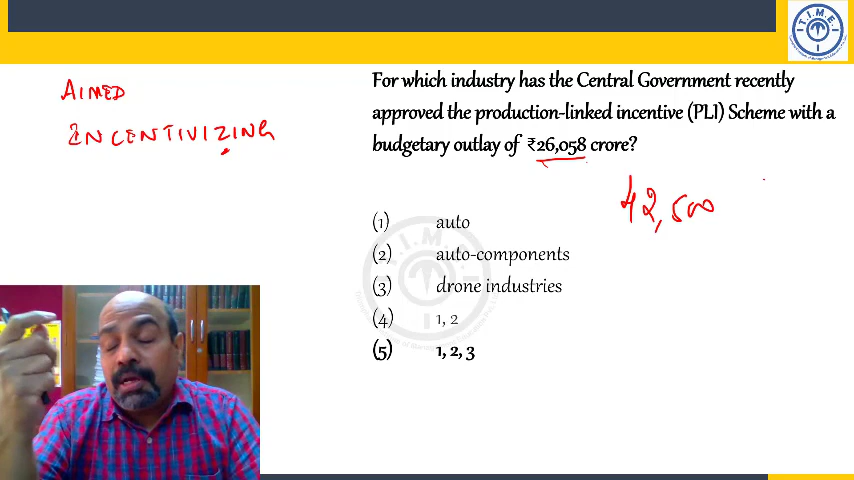 T.I.M.E.
AIMED
INCENTIVIZING
For which industry has the Central Government recently
approved the production-linked incentive (PLI) Scheme with a
budgetary outlay of ₹26,058 crore?
42,500
(1) auto
(2) auto-components
(3) drone industries
(4) 1, 2
(5) 1, 2, 3